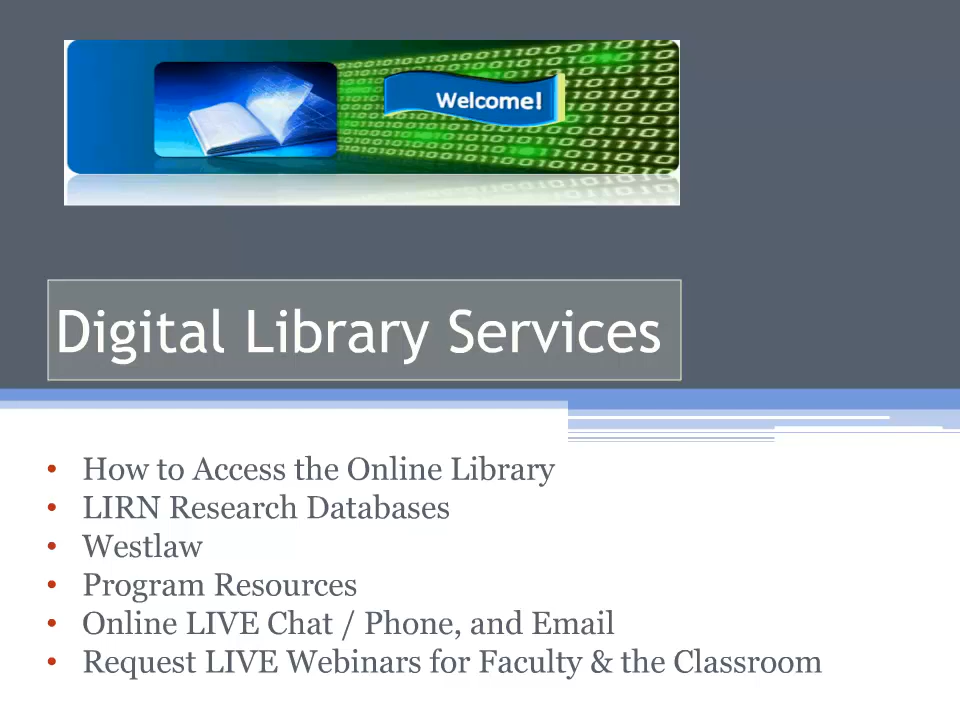 Welcome!
Digital Library Services
• How to Access the Online Library
• LIRN Research Databases
• Westlaw
• Program Resources
• Online LIVE Chat / Phone, and Email
• Request LIVE Webinars for Faculty & the Classroom